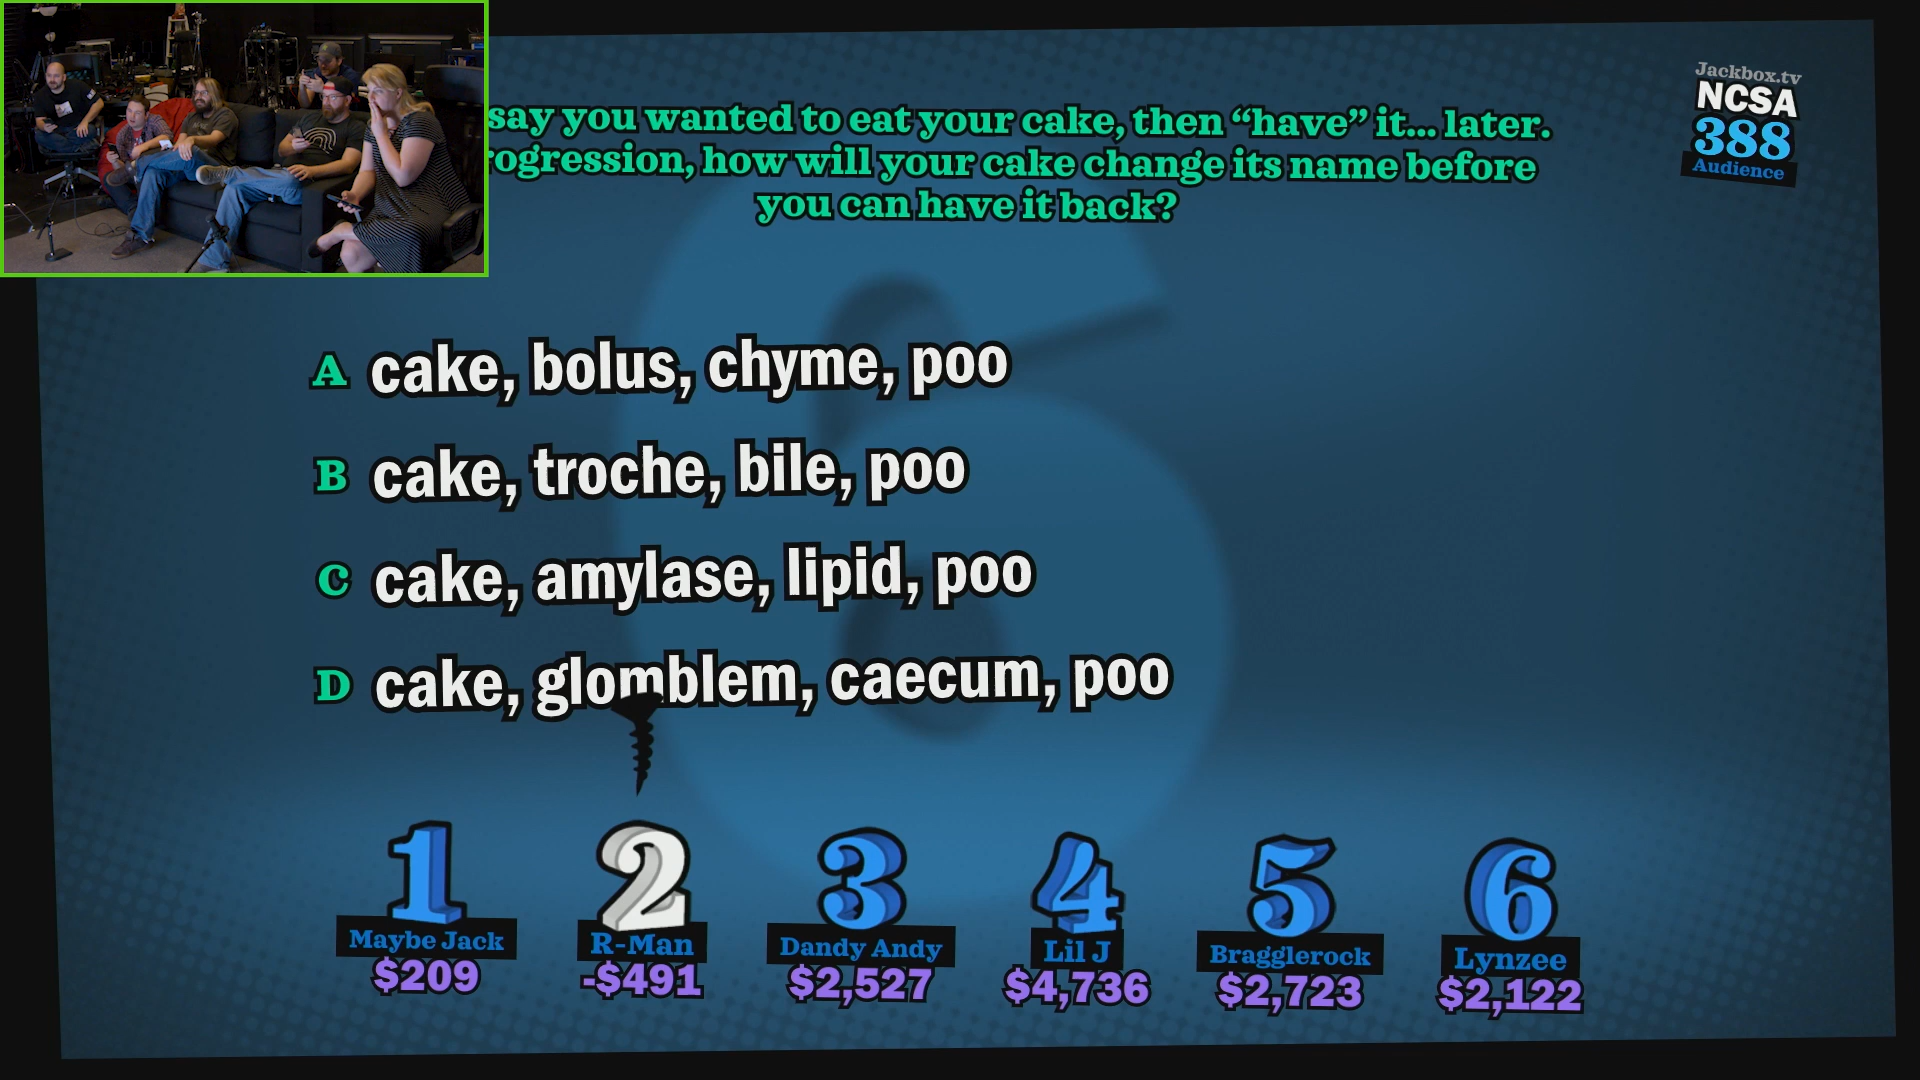 say you wanted to eat your cake, then “have” it... later.
rogression, how will your cake change its name before
you can have it back?
Jackbox.tv
NCSA
388
Audience
A cake, bolus, chyme, poo
B cake, troche, bile, poo
C cake, amylase, lipid, poo
D cake, glomblem, caecum, poo
1 2 3 4 5 6
Maybe Jack R-Man Dandy Andy Lil J Bragglerock Lynzee
$209 -$491 $2,527 $4,736 $2,723 $2,122